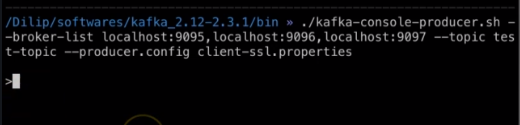 /Dilip/softwares/kafka_2.12-2.3.1/bin » ./kafka-console-producer.sh -
-broker-list localhost:9095,localhost:9096,localhost:9097 --topic tes
t-topic --producer.config client-ssl.properties
>